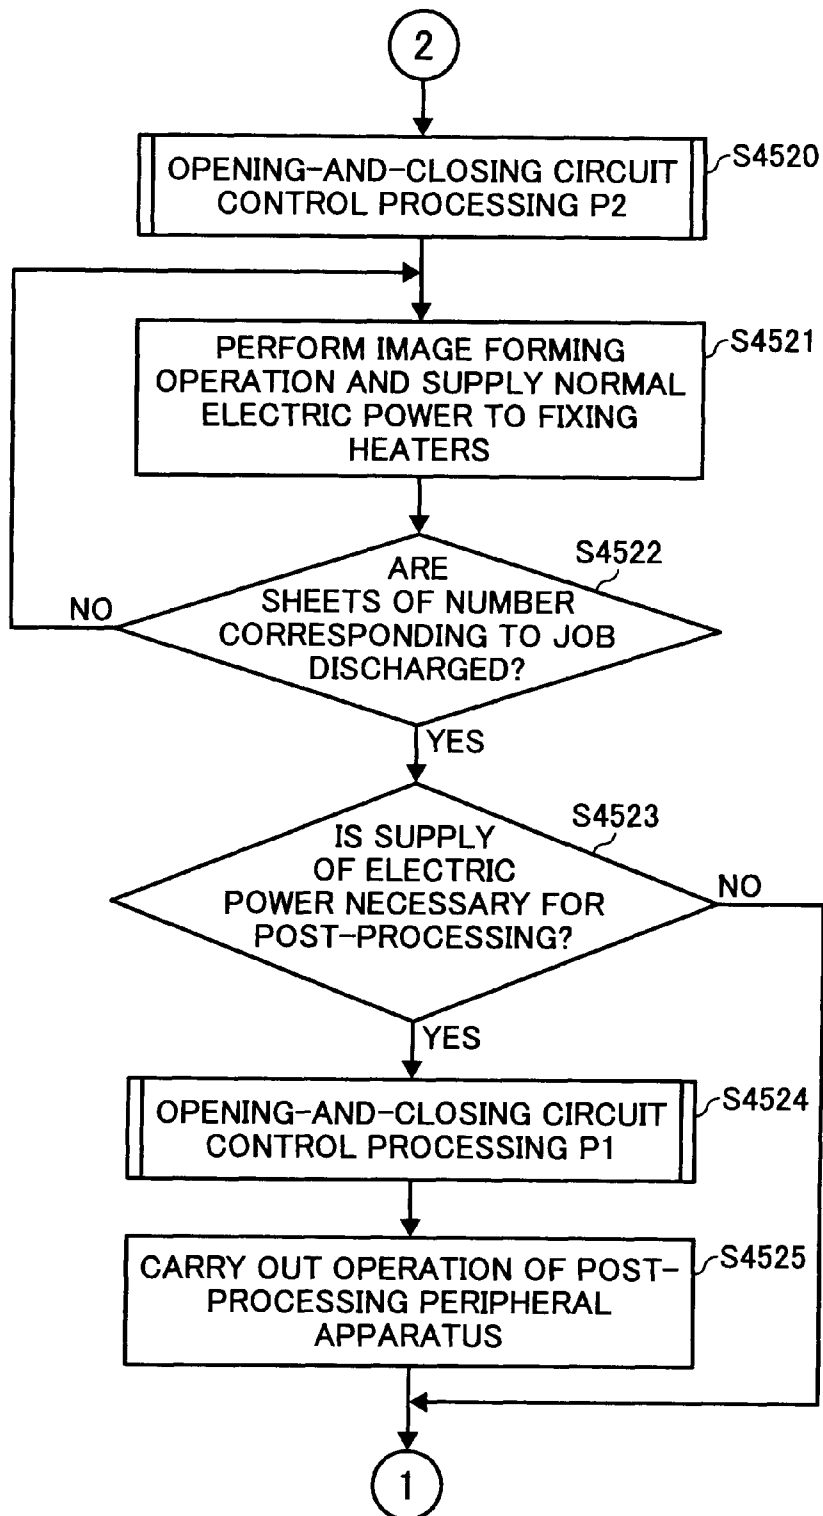 2
OPENING-AND-CLOSING CIRCUIT
CONTROL PROCESSING P2
S4520
PERFORM IMAGE FORMING
OPERATION AND SUPPLY NORMAL
ELECTRIC POWER TO FIXING
HEATERS
S4521
ARE
SHEETS OF NUMBER
CORRESPONDING TO JOB
DISCHARGED?
S4522
NO
YES
IS SUPPLY
OF ELECTRIC
POWER NECESSARY FOR
POST-PROCESSING?
S4523
NO
YES
OPENING-AND-CLOSING CIRCUIT
CONTROL PROCESSING P1
S4524
CARRY OUT OPERATION OF POST-
PROCESSING PERIPHERAL
APPARATUS
S4525
1